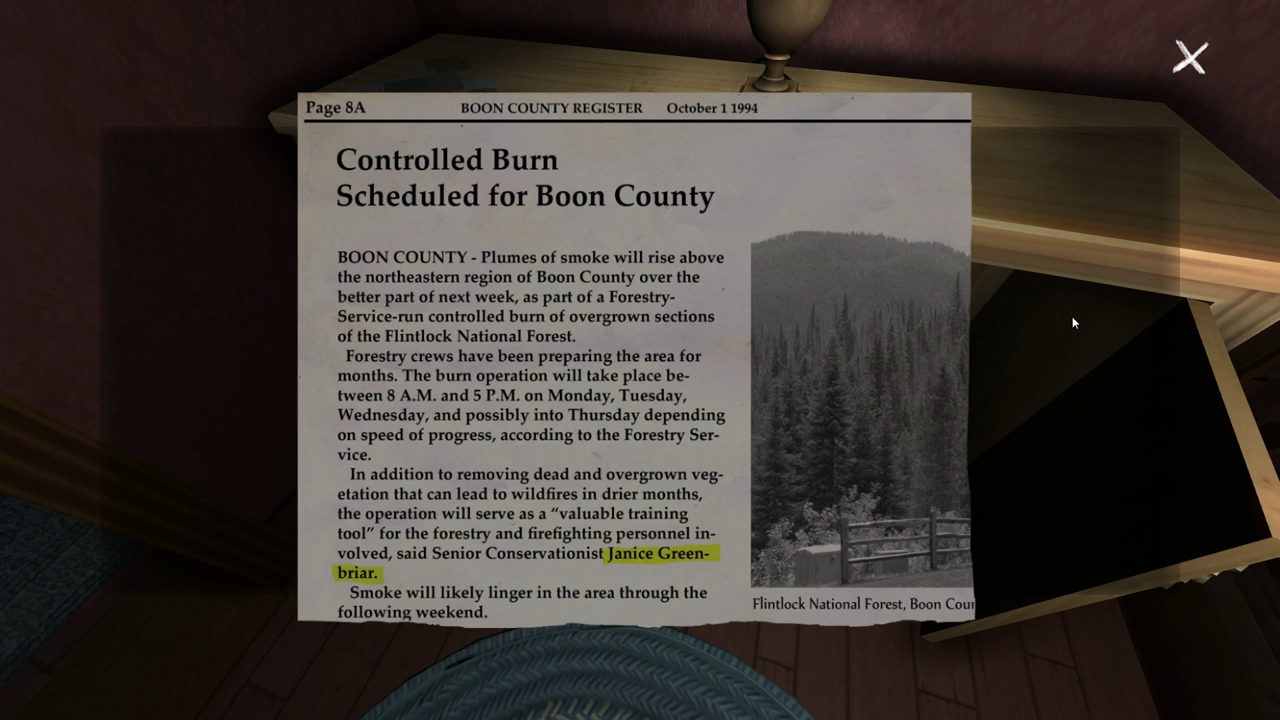 Page 8A BOON COUNTY REGISTER October 1 1994
Controlled Burn
Scheduled for Boon County
BOON COUNTY - Plumes of smoke will rise above
the northeastern region of Boon County over the
better part of next week, as part of a Forestry-
Service-run controlled burn of overgrown sections
of the Flintlock National Forest.
Forestry crews have been preparing the area for
months. The burn operation will take place be-
tween 8 A.M. and 5 P.M. on Monday, Tuesday,
Wednesday, and possibly into Thursday depending
on speed of progress, according to the Forestry Ser-
vice.
In addition to removing dead and overgrown veg-
etation that can lead to wildfires in drier months,
the operation will serve as a “valuable training
tool” for the forestry and firefighting personnel in-
volved, said Senior Conservationist Janice Green-
briar.
Smoke will likely linger in the area through the
following weekend.
Flintlock National Forest, Boon Coun